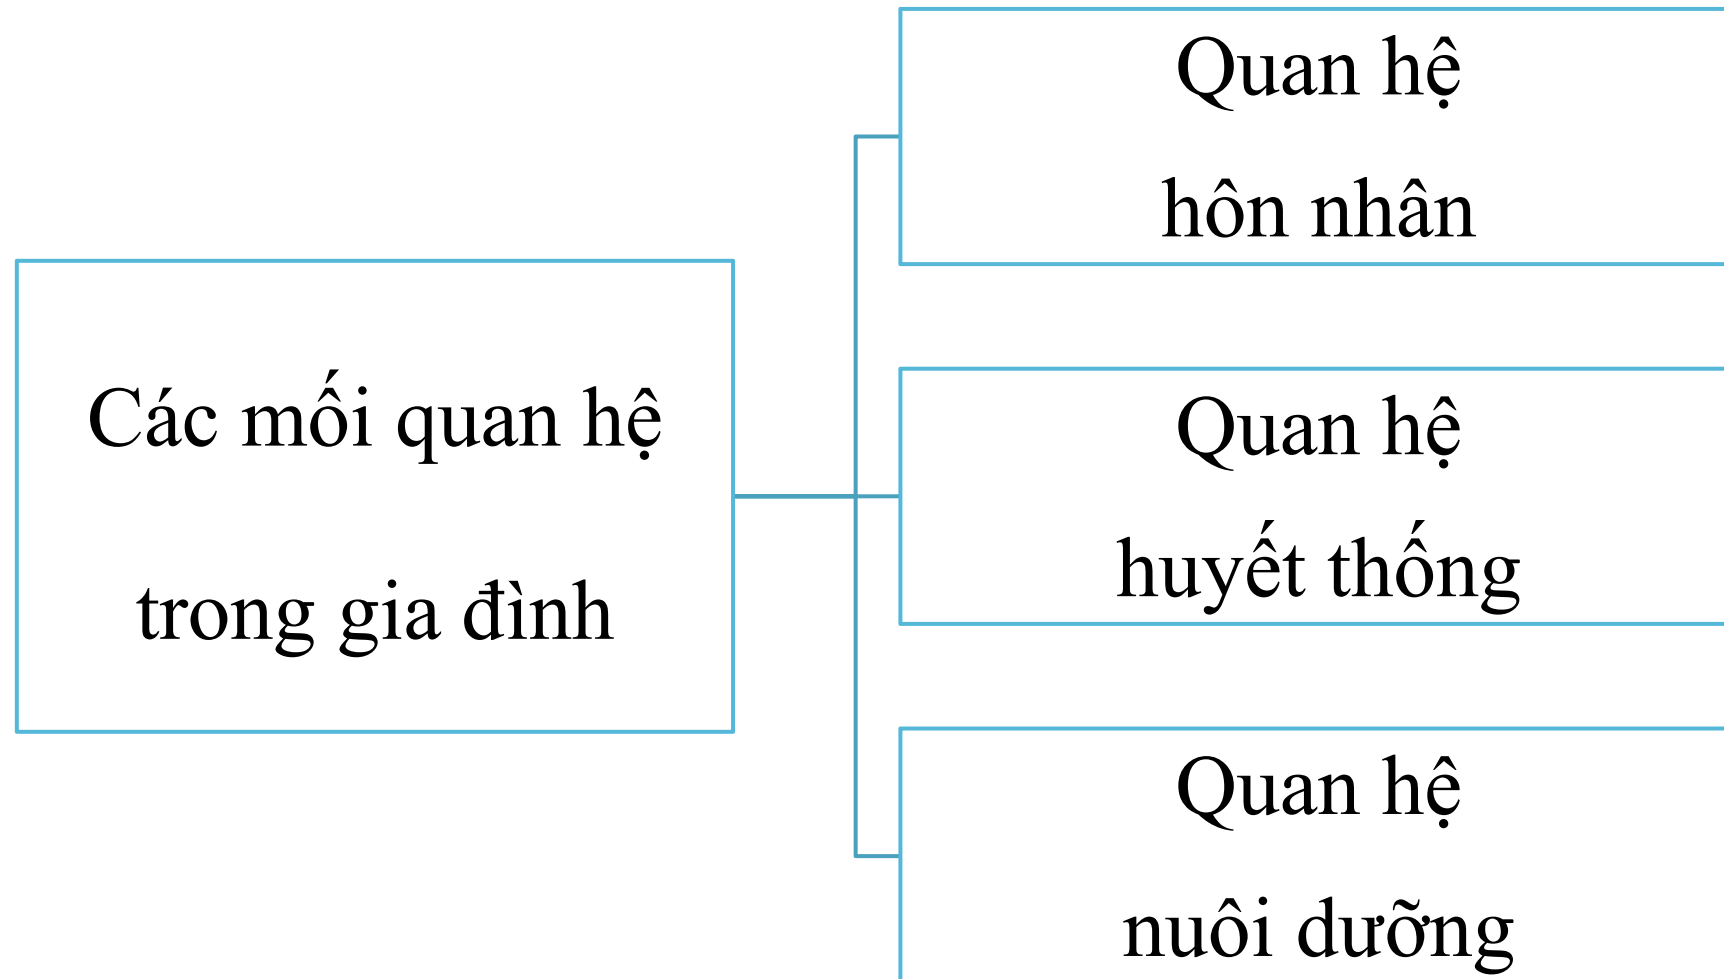 Các mối quan hệ
trong gia đình
Quan hệ
hôn nhân
Quan hệ
huyết thống
Quan hệ
nuôi dưỡng